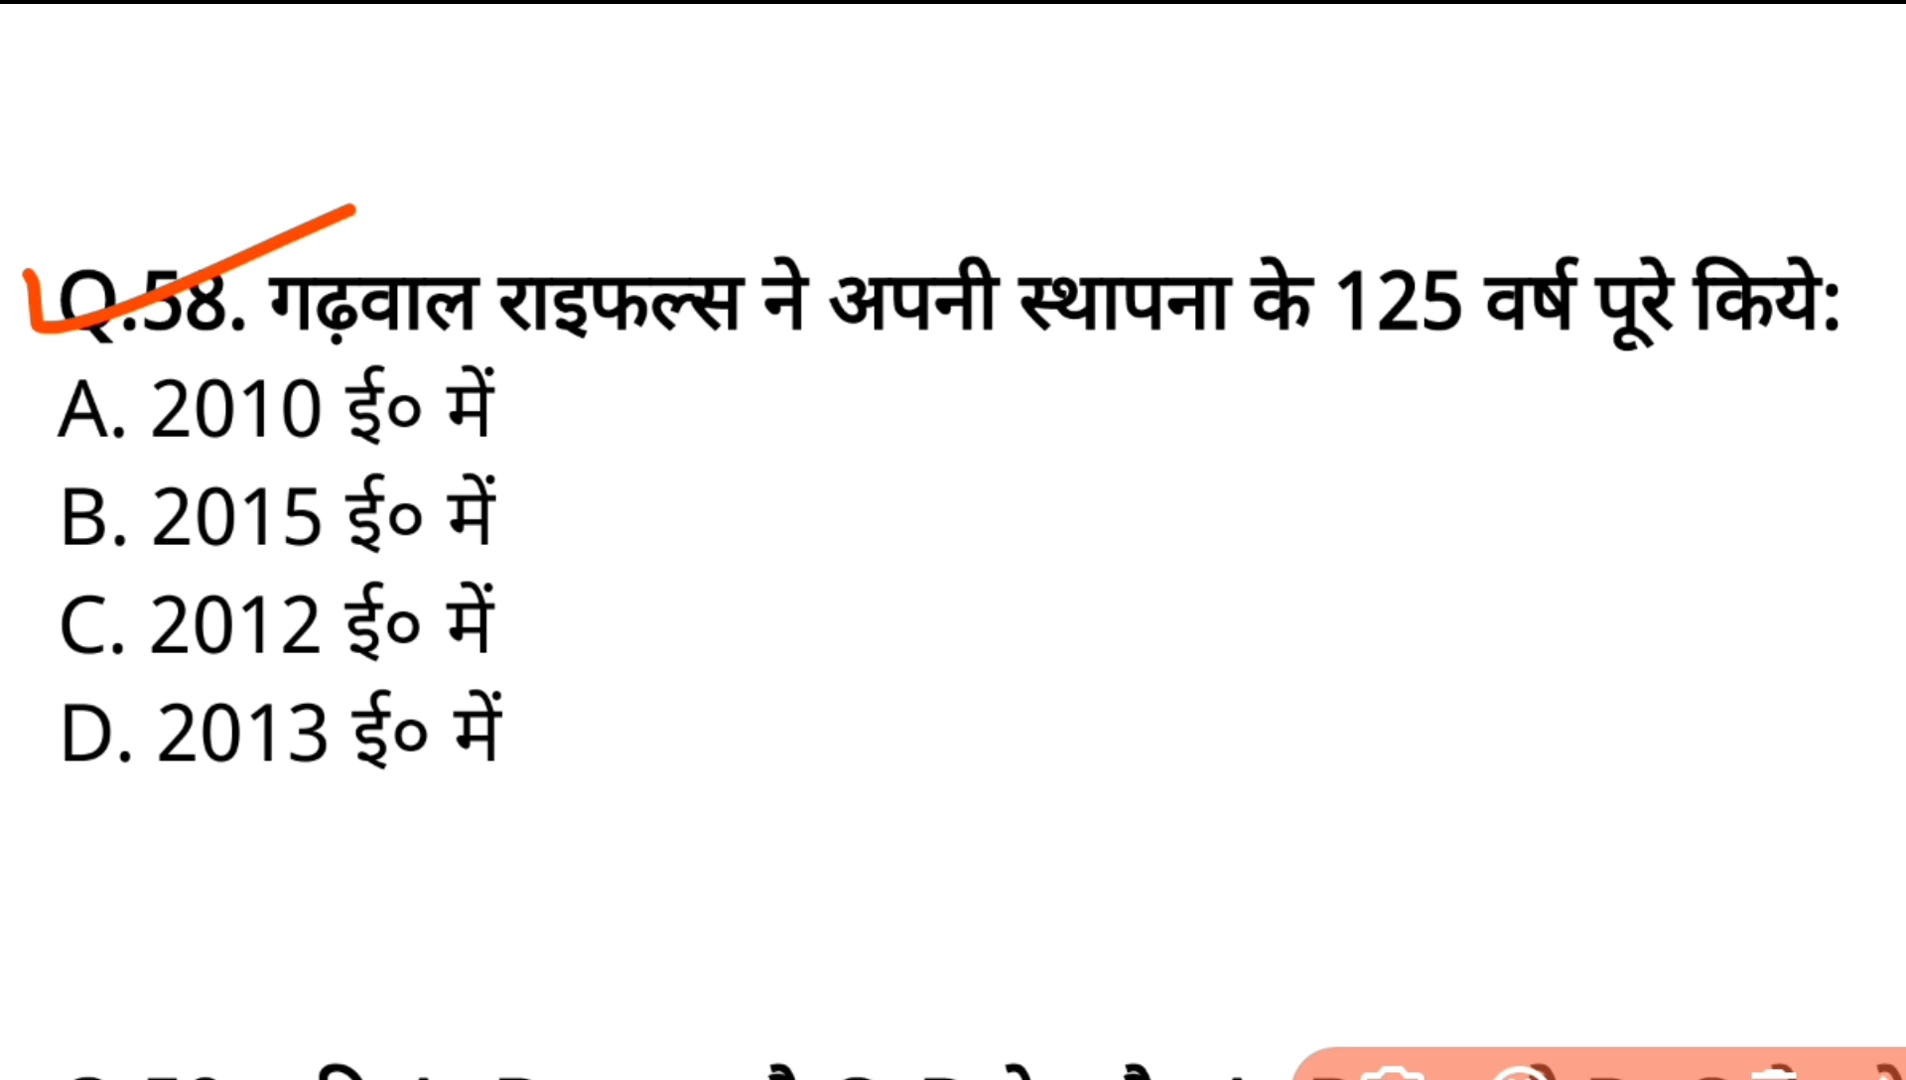 Q.58. गढ़वाल राइफल्स ने अपनी स्थापना के 125 वर्ष पूरे किये:
A. 2010 ई० में
B. 2015 ई० में
C. 2012 ई० में
D. 2013 ई० में